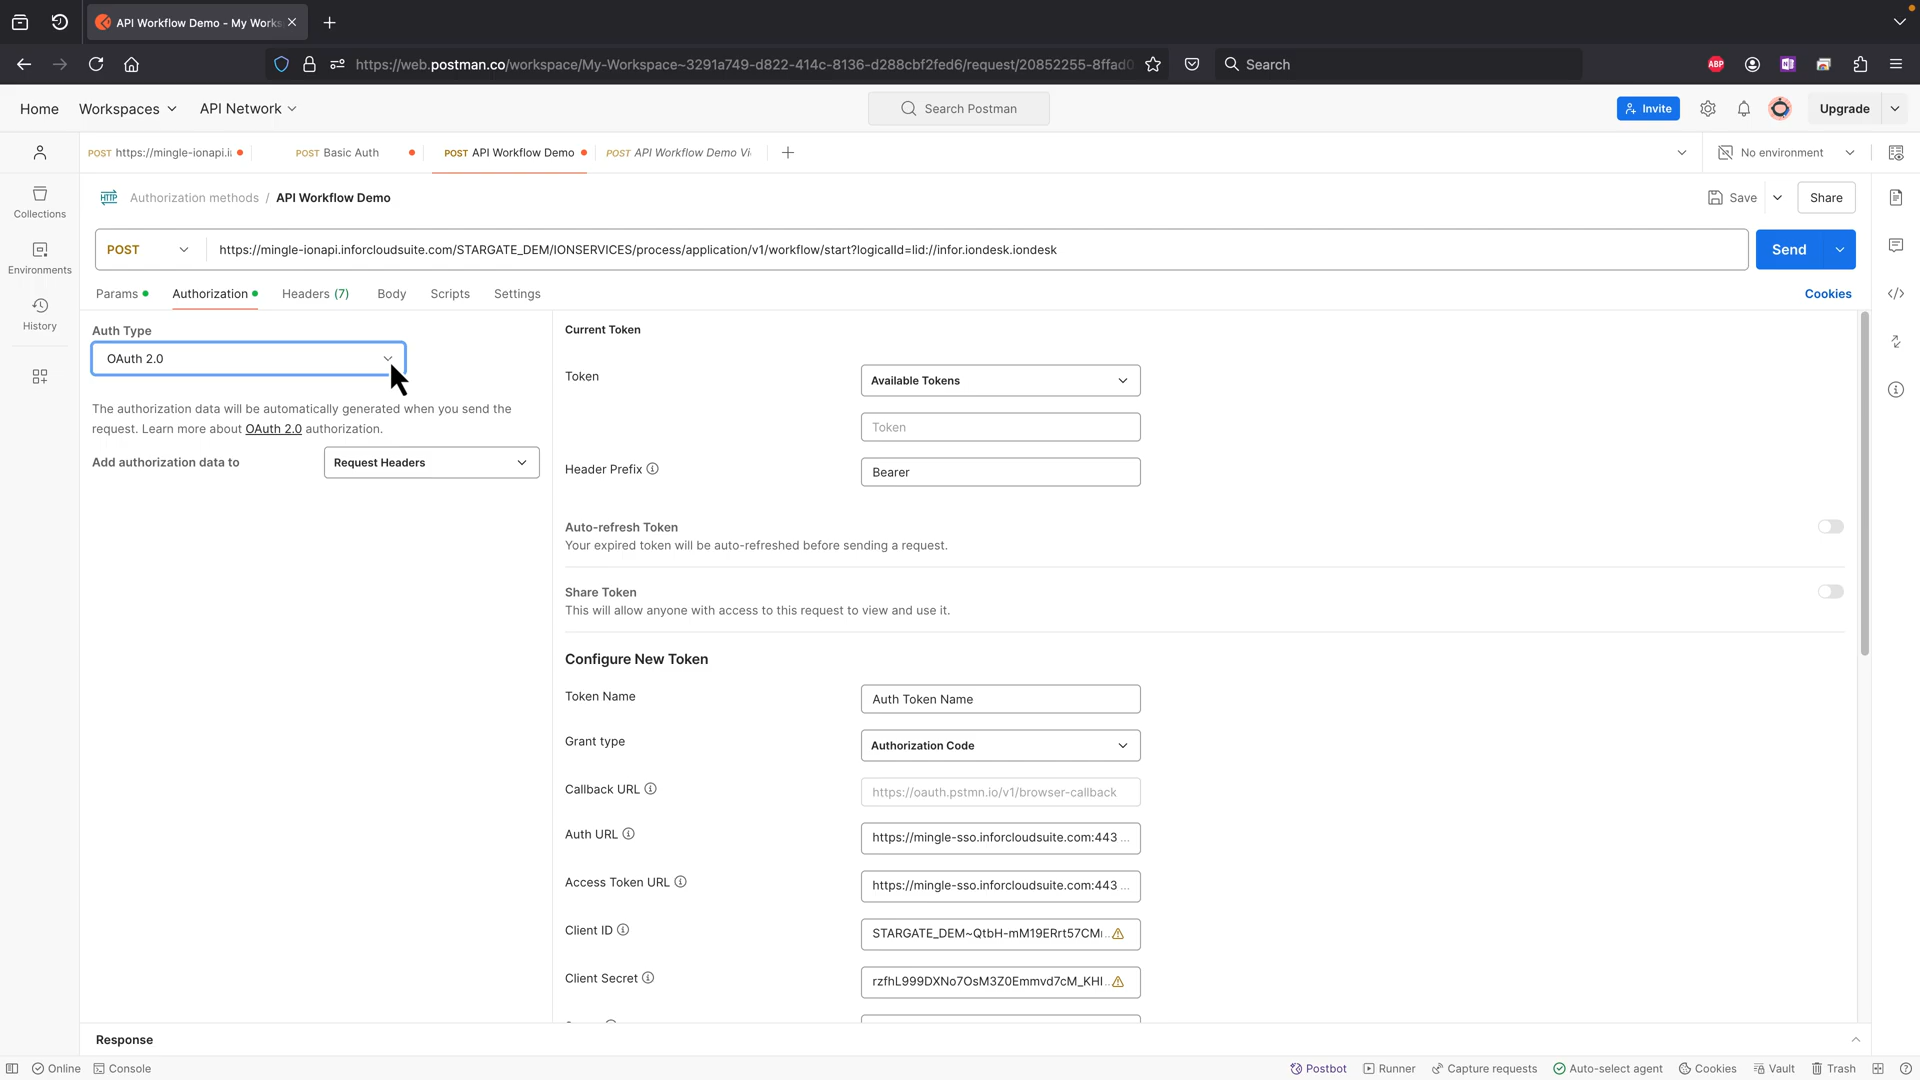 API Workflow Demo - My Works
https://web.postman.co/workspace/My-Workspace~3291a749-d822-414c-8136-d288cbf2fed6/request/20852255-8ffad0
Search
ABP
Home
Workspaces
API Network
Search Postman
Invite
Upgrade
POST https://mingle-ionapi.i
POST Basic Auth
POST API Workflow Demo
POST API Workflow Demo Vi
No environment
HTTP
Authorization methods / API Workflow Demo
Save
Share
Collections
Environments
History
POST
https://mingle-ionapi.inforcloudsuite.com/STARGATE_DEM/IONSERVICES/process/application/v1/workflow/start?logicalId=lid://infor.iondesk.iondesk
Send
Params
Authorization
Headers (7)
Body
Scripts
Settings
Cookies
Auth Type
OAuth 2.0
The authorization data will be automatically generated when you send the
request. Learn more about OAuth 2.0 authorization.
Add authorization data to
Request Headers
Current Token
Token
Available Tokens
Token
Header Prefix
Bearer
Auto-refresh Token
Your expired token will be auto-refreshed before sending a request.
Share Token
This will allow anyone with access to this request to view and use it.
Configure New Token
Token Name
Auth Token Name
Grant type
Authorization Code
Callback URL
https://oauth.pstmn.io/v1/browser-callback
Auth URL
https://mingle-sso.inforcloudsuite.com:443 ...
Access Token URL
https://mingle-sso.inforcloudsuite.com:443 ...
Client ID
STARGATE_DEM~QtbH-mM19ERrt57CM
Client Secret
rzfhL999DXNo7OsM3Z0Emmvd7cM_KHI
Response
Online
Console
Postbot
Runner
Capture requests
Auto-select agent
Cookies
Vault
Trash